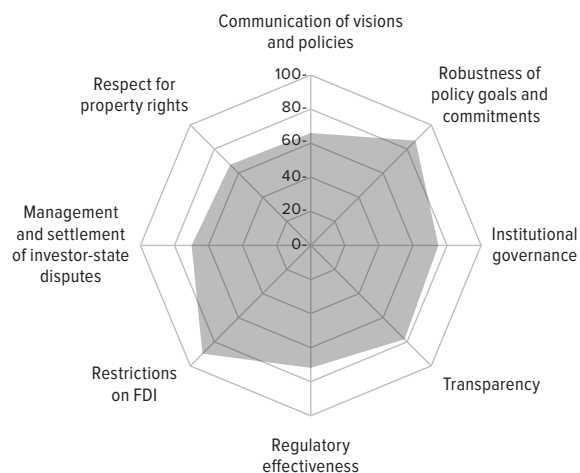 Communication of visions
and policies
Robustness of
policy goals and
commitments
Institutional
governance
Transparency
Regulatory
effectiveness
Restrictions
on FDI
Management
and settlement
of investor-state
disputes
Respect for
property rights
100-
80-
60-
40-
20-
0-